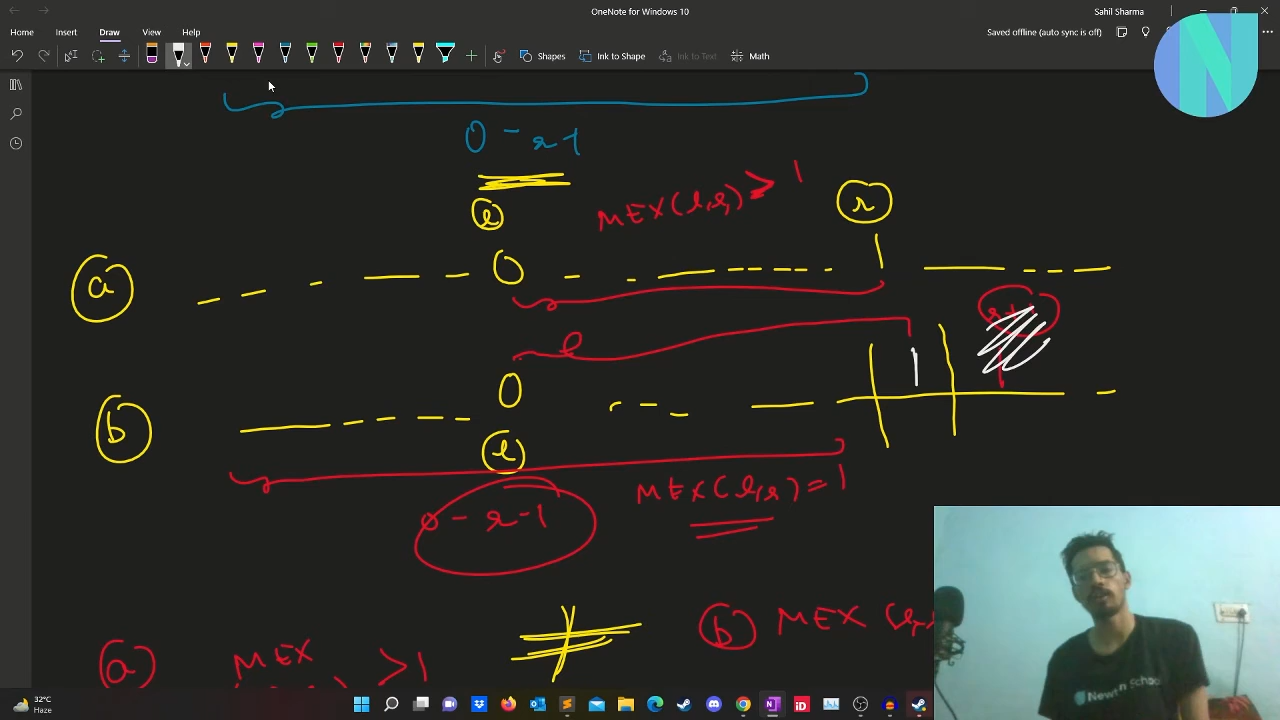 OneNote for Windows 10
Sahil Sharma
Home Insert Draw View Help
Saved offline (auto sync is off)
Shapes Ink to Shape Ink to Text Math
0 - r-1
l
MEX(l,r) > 1
r
a
0
1
l
0
1
b
l
MEX(l,r) = 1
0 - r-1
b MEX
a MEX
>1
32°C
Haze